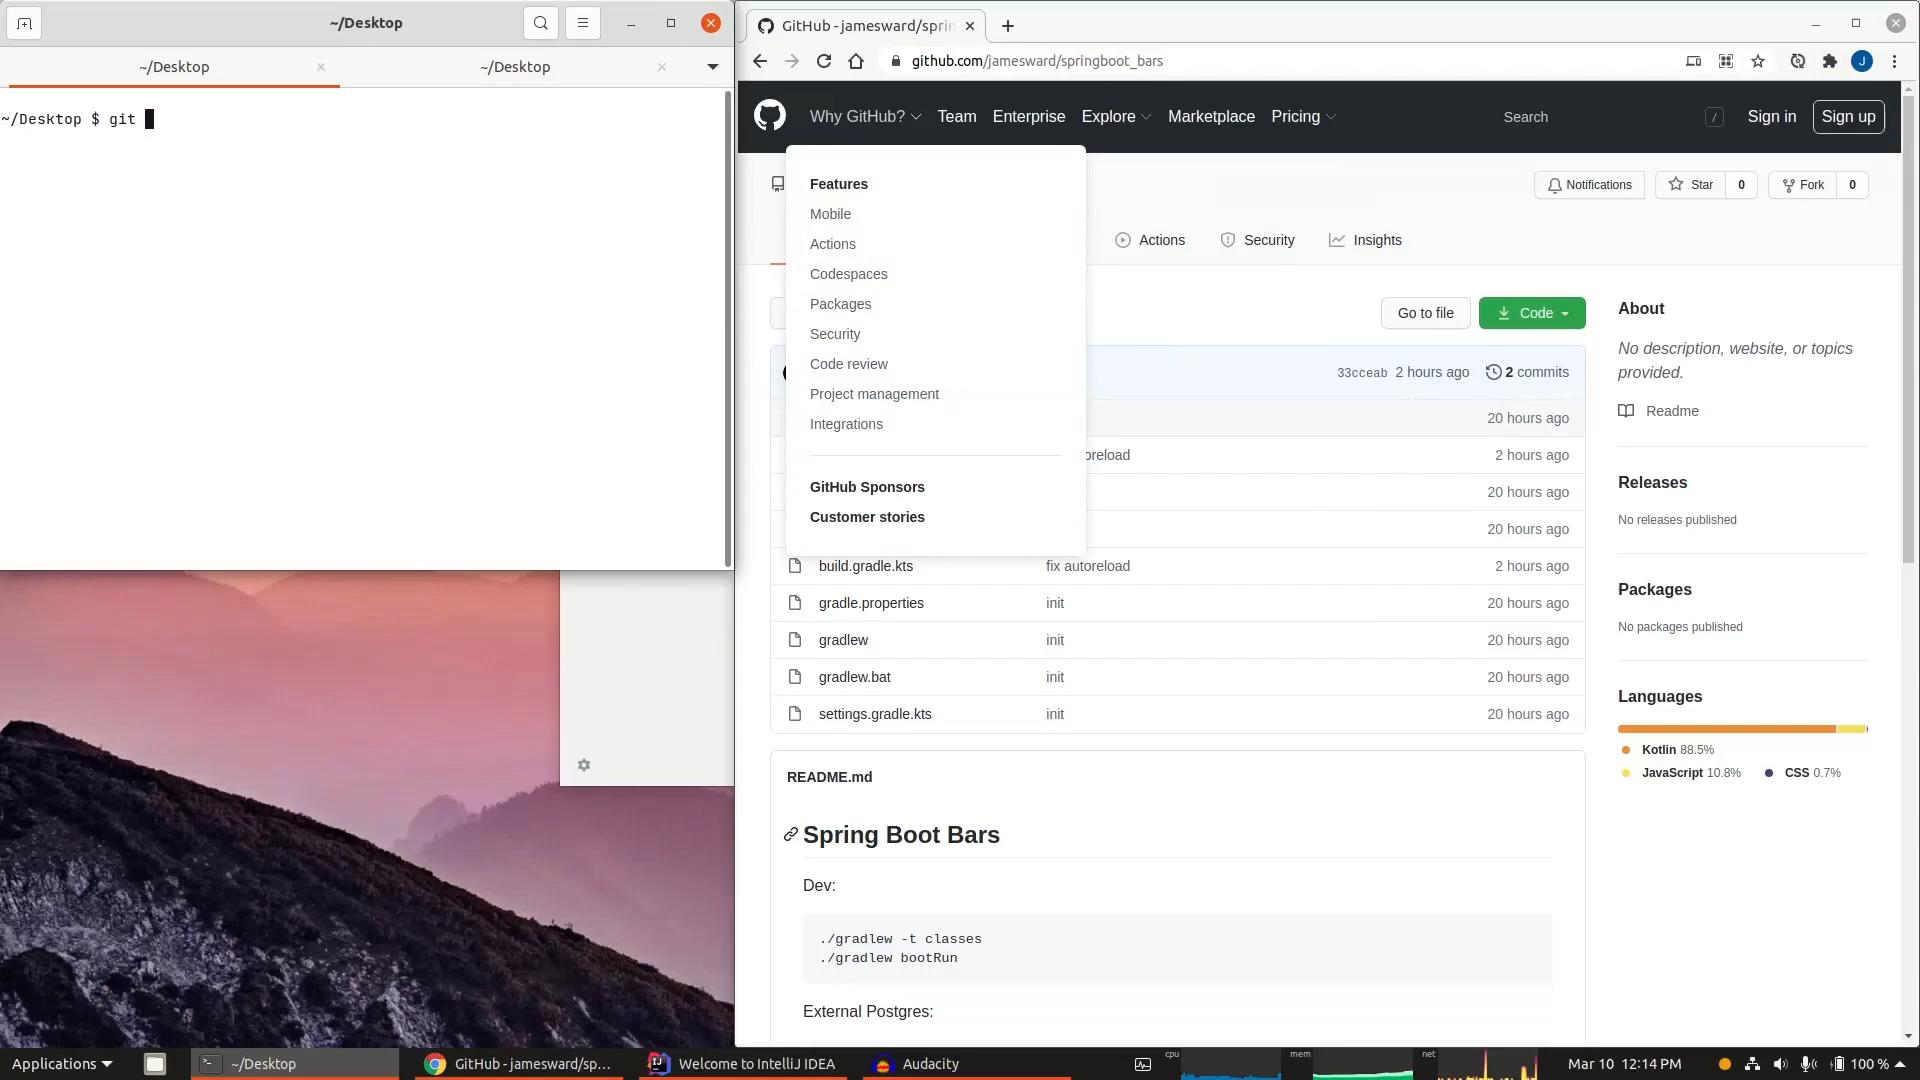 ~/Desktop
~/Desktop
~/Desktop
~/Desktop $ git
GitHub - jamesward/sprin
github.com/jamesward/springboot_bars
J
Why GitHub?
Team
Enterprise
Explore
Marketplace
Pricing
Search
/
Sign in
Sign up
Features
Mobile
Actions
Codespaces
Packages
Security
Code review
Project management
Integrations
GitHub Sponsors
Customer stories
Notifications
Star
0
Fork
0
Actions
Security
Insights
Go to file
Code
33cceab 2 hours ago
2 commits
20 hours ago
oreload
2 hours ago
20 hours ago
20 hours ago
build.gradle.kts
fix autoreload
2 hours ago
gradle.properties
init
20 hours ago
gradlew
init
20 hours ago
gradlew.bat
init
20 hours ago
settings.gradle.kts
init
20 hours ago
README.md
Spring Boot Bars
Dev:
./gradlew -t classes
./gradlew bootRun
External Postgres:
About
No description, website, or topics
provided.
Readme
Releases
No releases published
Packages
No packages published
Languages
Kotlin 88.5%
JavaScript 10.8%
CSS 0.7%
Applications
~/Desktop
GitHub - jamesward/sp...
Welcome to IntelliJ IDEA
Audacity
cpu
mem
net
Mar 10 12:14 PM
100 %